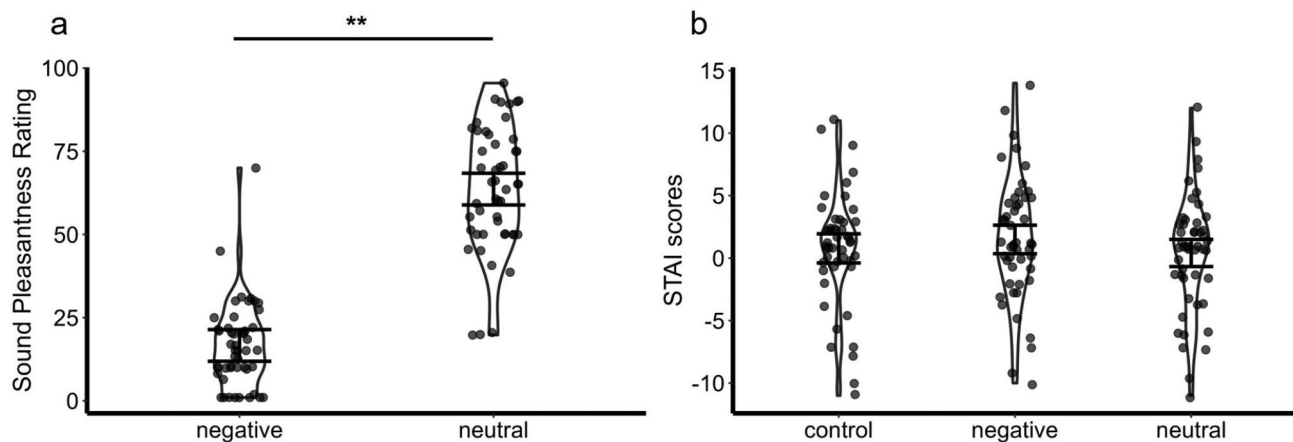 a
**
Sound Pleasantness Rating
100
75
50
25
0
negative neutral
b
STAI scores
15
10
5
0
-5
-10
control negative neutral